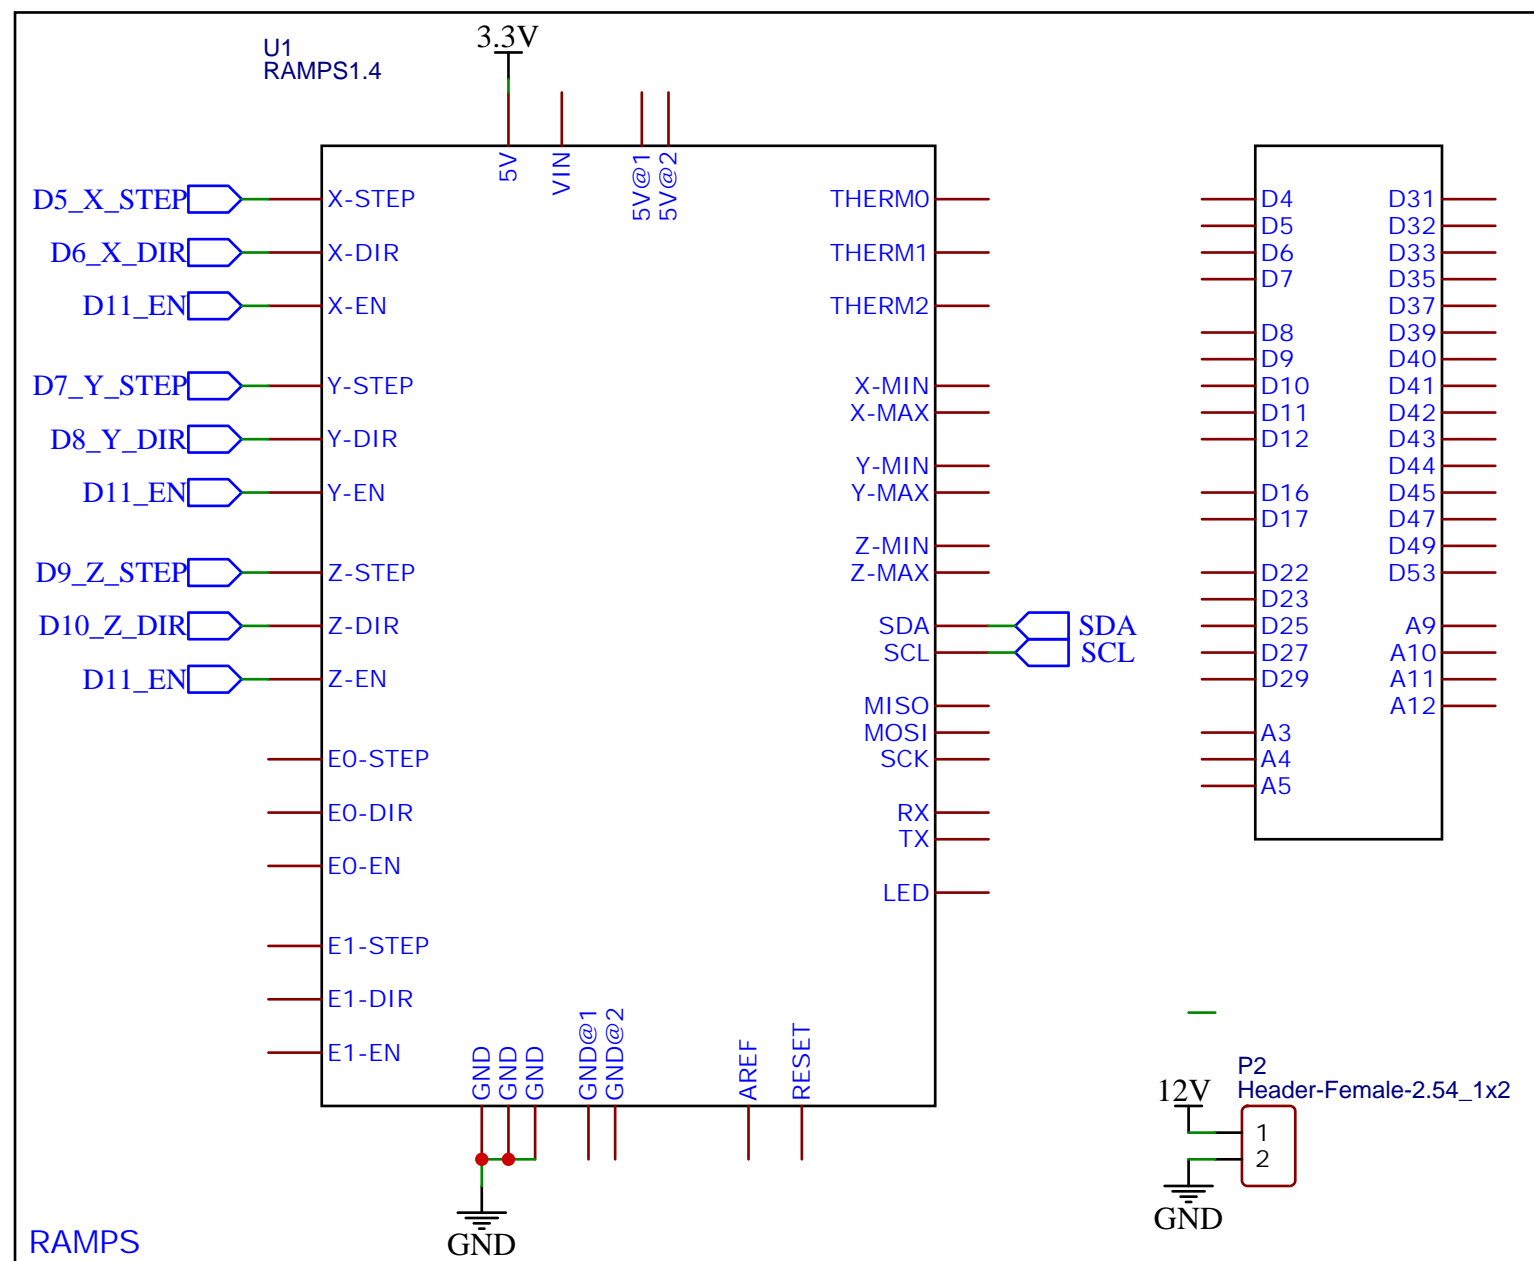 U1
RAMPS1.4
3.3V
5V
VIN
5V@1
5V@2
D5_X_STEP
D6_X_DIR
D11_EN
D7_Y_STEP
D8_Y_DIR
D11_EN
D9_Z_STEP
D10_Z_DIR
D11_EN
X-STEP
X-DIR
X-EN
Y-STEP
Y-DIR
Y-EN
Z-STEP
Z-DIR
Z-EN
E0-STEP
E0-DIR
E0-EN
E1-STEP
E1-DIR
E1-EN
THERM0
THERM1
THERM2
X-MIN
X-MAX
Y-MIN
Y-MAX
Z-MIN
Z-MAX
SDA
SCL
MISO
MOSI
SCK
RX
TX
LED
SDA
SCL
GND
GND
GND
GND@1
GND@2
AREF
RESET
GND
D4
D5
D6
D7
D8
D9
D10
D11
D12
D16
D17
D22
D23
D25
D27
D29
A3
A4
A5
D31
D32
D33
D35
D37
D39
D40
D41
D42
D43
D44
D45
D47
D49
D53
A9
A10
A11
A12
P2
Header-Female-2.54_1x2
12V
1
2
GND
RAMPS